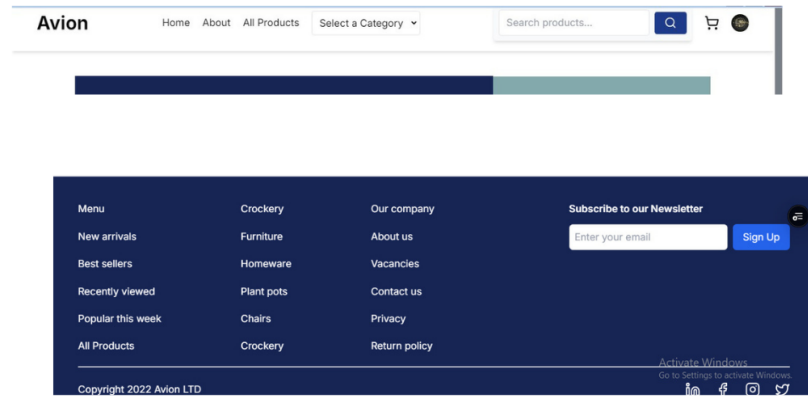 Avion Home About All Products Select a Category Search products...
Menu Crockery Our company Subscribe to our Newsletter
New arrivals Furniture About us Enter your email Sign Up
Best sellers Homeware Vacancies
Recently viewed Plant pots Contact us
Popular this week Chairs Privacy
All Products Crockery Return policy
Activate Windows
Go to Settings to activate Windows.
Copyright 2022 Avion LTD